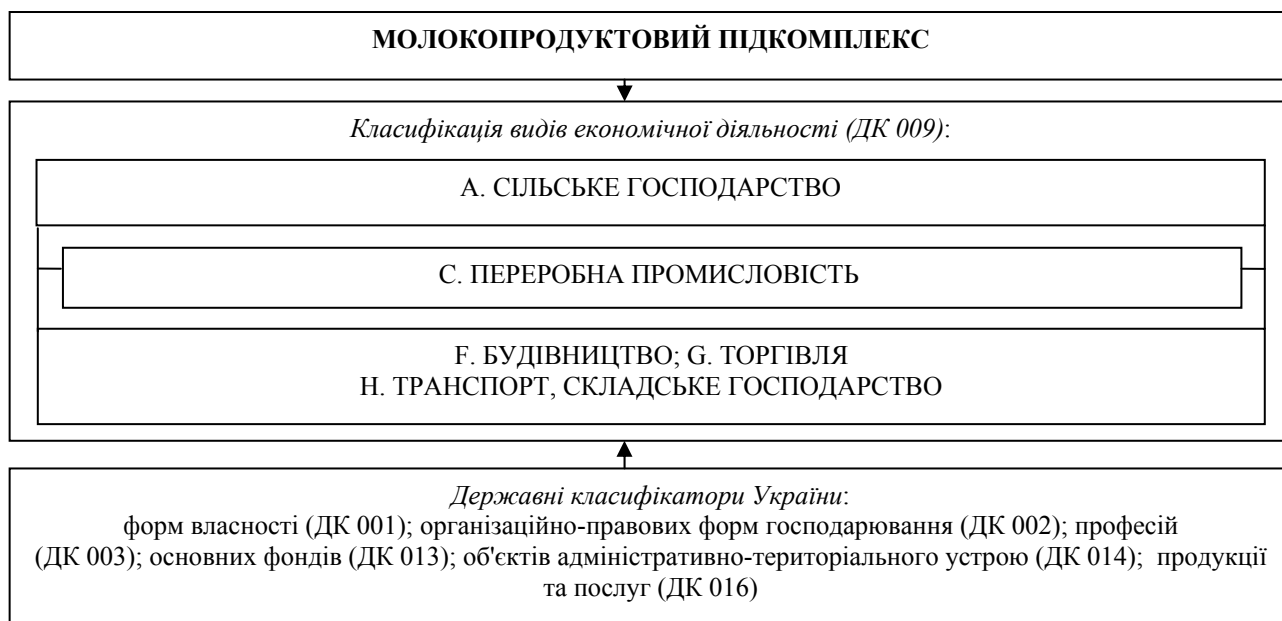 МОЛОКОПРОДУКТОВИЙ ПІДКОМПЛЕКС
Класифікація видів економічної діяльності (ДК 009):
А. СІЛЬСЬКЕ ГОСПОДАРСТВО
С. ПЕРЕРОБНА ПРОМИСЛОВІСТЬ
F. БУДІВНИЦТВО; G. ТОРГІВЛЯ
H. ТРАНСПОРТ, СКЛАДСЬКЕ ГОСПОДАРСТВО
Державні класифікатори України:
форм власності (ДК 001); організаційно-правових форм господарювання (ДК 002); професій
(ДК 003); основних фондів (ДК 013); об'єктів адміністративно-територіального устрою (ДК 014); продукції
та послуг (ДК 016)